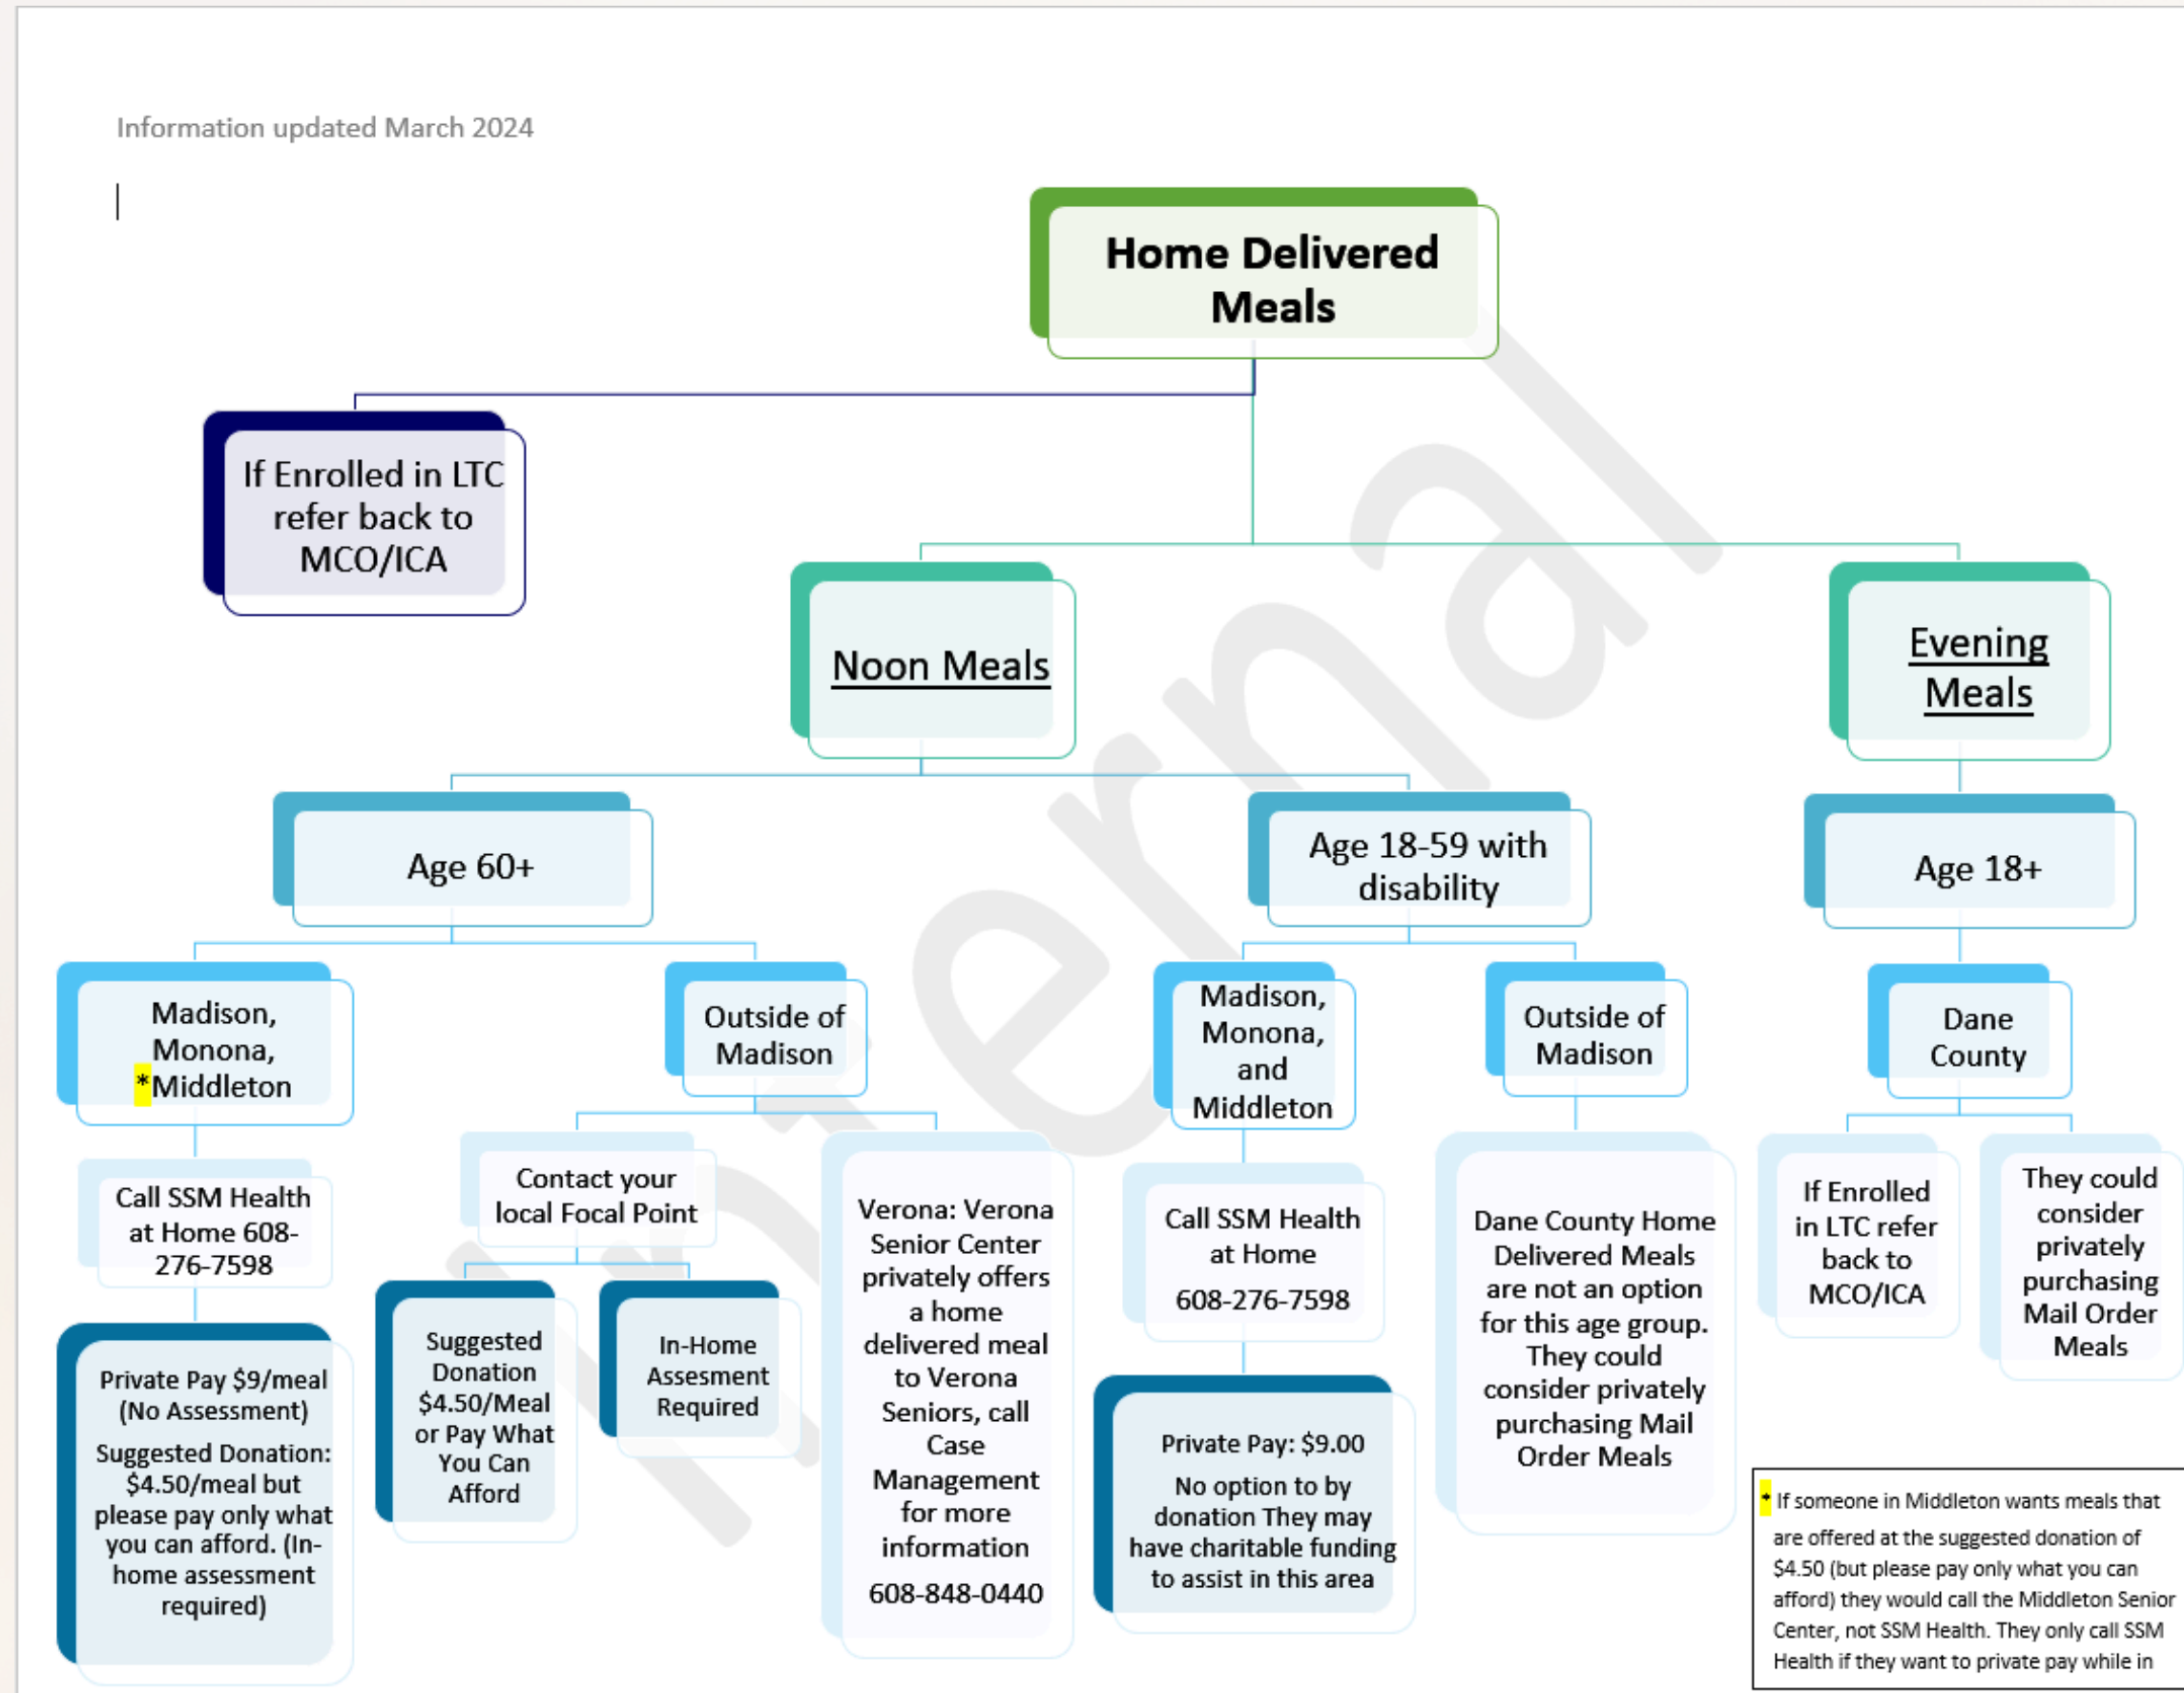 Information updated March 2024
Home Delivered
Meals
If Enrolled in LTC
refer back to
MCO/ICA
Noon Meals
Evening
Meals
Age 60+
Age 18-59 with
disability
Age 18+
Madison,
Monona,
*Middleton
Outside of
Madison
Madison,
Monona,
and
Middleton
Outside of
Madison
Dane
County
Call SSM Health
at Home 608-
276-7598
Contact your
local Focal Point
Verona: Verona
Senior Center
privately offers
a home
delivered meal
to Verona
Seniors, call
Case
Management
for more
information
608-848-0440
Call SSM Health
at Home
608-276-7598
Dane County Home
Delivered Meals
are not an option
for this age group.
They could
consider privately
purchasing Mail
Order Meals
If Enrolled
in LTC refer
back to
MCO/ICA
They could
consider
privately
purchasing
Mail Order
Meals
Private Pay $9/meal
(No Assessment)
Suggested Donation:
$4.50/meal but
please pay only what
you can afford. (In-
home assessment
required)
Suggested
Donation
$4.50/Meal
or Pay What
You Can
Afford
In-Home
Assesment
Required
Private Pay: $9.00
No option to by
donation They may
have charitable funding
to assist in this area
* If someone in Middleton wants meals that
are offered at the suggested donation of
$4.50 (but please pay only what you can
afford) they would call the Middleton Senior
Center, not SSM Health. They only call SSM
Health if they want to private pay while in
Internal